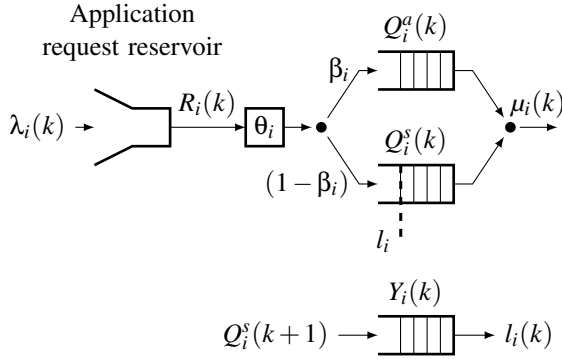 Application
request reservoir
Q_i^a(k)
β_i
λ_i(k)
R_i(k)
θ_i
μ_i(k)
Q_i^s(k)
(1 − β_i)
l_i
Y_i(k)
Q_i^s(k+1)
l_i(k)